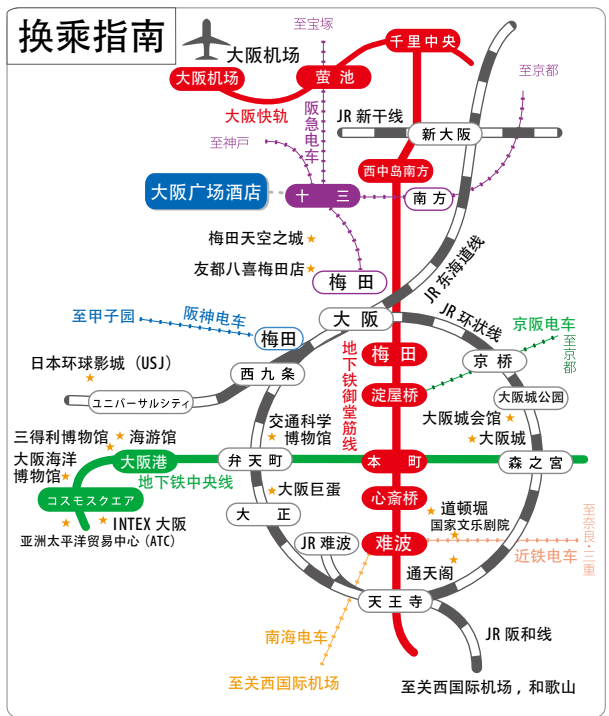 换乘指南
至宝塚
大阪机场
千里中央
大阪机场
萤池
至京都
大阪快轨
阪急电车
JR 新干线
新大阪
至神戸
西中岛南方
大阪广场酒店
十三
南方
梅田天空之城★
友都八喜梅田店★
梅田
JR 东海道线
至甲子园
阪神电车
大阪
JR 环状线
京阪电车
梅田
梅田
京桥
至京都
日本环球影城（USJ）
★
西九条
地下铁御堂筋线
淀屋桥
大阪城公园
ユニバーサルシティ
交通科学
★ 博物馆
大阪城会馆★
★大阪城
三得利博物馆
★
★ 海游馆
大阪港
弁天町
本町
森之宮
大阪海洋
博物馆★
地下铁中央线
コスモスクエア
★大阪巨蛋
心斎桥
★ 道顿堀
大正
国家文乐剧院
★
★
★ INTEX 大阪
亚洲太平洋贸易中心（ATC）
JR 难波
难波
至奈良·三重
近铁电车
★
通天阁
天王寺
南海电车
JR 阪和线
至关西国际机场
至关西国际机场，和歌山